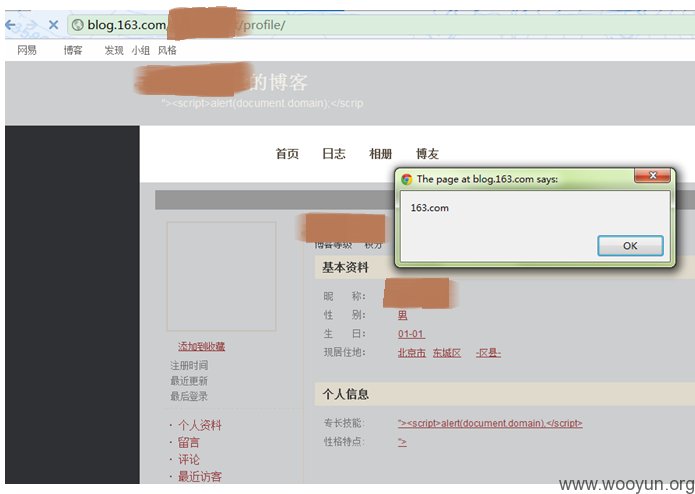 blog.163.com /profile/
网易 博客 发现 小组 风格
的博客
"><script>alert(document.domain);</scrip
首页 日志 相册 博友
The page at blog.163.com says:
163.com
OK
博客等级 积分
基本资料
昵 称:
性 别: 男
生 日: 01-01
现居住地: 北京市 东城区 -区县-
添加到收藏
注册时间
最近更新
最后登录
个人信息
专长技能: "><script>alert(document.domain);</script>
性格特点: ">
· 个人资料
· 留言
· 评论
· 最近访客
www.wooyun.org